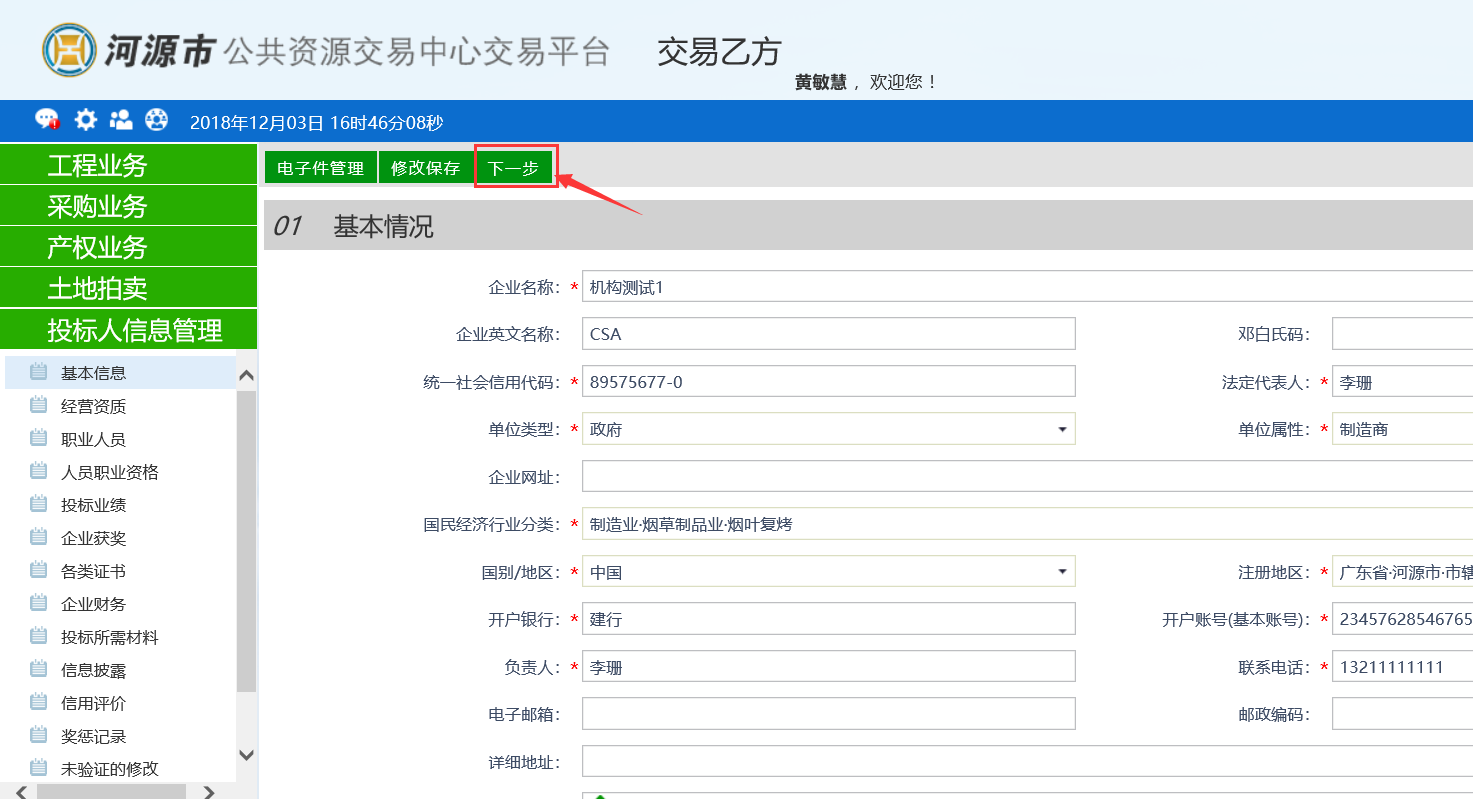 河源市 公共资源交易中心交易平台 交易乙方
黄敏慧 ，欢迎您！
2018年12月03日 16时46分08秒
工程业务
采购业务
产权业务
土地拍卖
投标人信息管理
基本信息
经营资质
职业人员
人员职业资格
投标业绩
企业获奖
各类证书
企业财务
投标所需材料
信息披露
信用评价
奖惩记录
未验证的修改
电子件管理 修改保存 下一步
01 基本情况
企业名称：* 机构测试1
企业英文名称： CSA 邓白氏码：
统一社会信用代码：* 89575677-0 法定代表人：* 李珊
单位类型：* 政府 单位属性：* 制造商
企业网址：
国民经济行业分类：* 制造业·烟草制品业·烟叶复烤
国别/地区：* 中国 注册地区：* 广东省·河源市·市辖
开户银行：* 建行 开户账号(基本账号)：* 23457628546765
负责人：* 李珊 联系电话：* 13211111111
电子邮箱： 邮政编码：
详细地址：